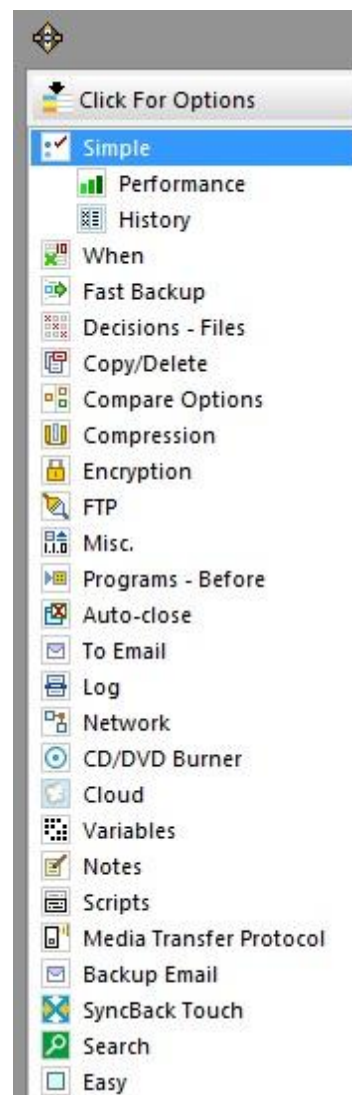 Click For Options
Simple
Performance
History
When
Fast Backup
Decisions - Files
Copy/Delete
Compare Options
Compression
Encryption
FTP
Misc.
Programs - Before
Auto-close
To Email
Log
Network
CD/DVD Burner
Cloud
Variables
Notes
Scripts
Media Transfer Protocol
Backup Email
SyncBack Touch
Search
Easy